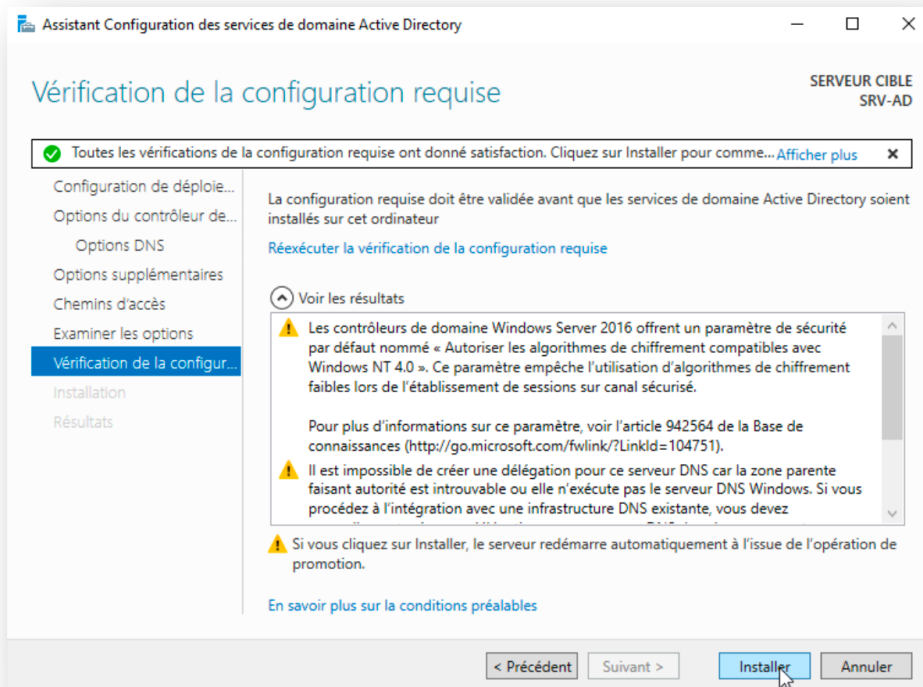 Assistant Configuration des services de domaine Active Directory
Vérification de la configuration requise
SERVEUR CIBLE
SRV-AD
Toutes les vérifications de la configuration requise ont donné satisfaction. Cliquez sur Installer pour comme... Afficher plus
Configuration de déploie...
Options du contrôleur de...
Options DNS
Options supplémentaires
Chemins d'accès
Examiner les options
Vérification de la configur...
Installation
Résultats
La configuration requise doit être validée avant que les services de domaine Active Directory soient
installés sur cet ordinateur
Réexécuter la vérification de la configuration requise
Voir les résultats
Les contrôleurs de domaine Windows Server 2016 offrent un paramètre de sécurité
par défaut nommé « Autoriser les algorithmes de chiffrement compatibles avec
Windows NT 4.0 ». Ce paramètre empêche l'utilisation d'algorithmes de chiffrement
faibles lors de l'établissement de sessions sur canal sécurisé.
Pour plus d'informations sur ce paramètre, voir l'article 942564 de la Base de
connaissances (http://go.microsoft.com/fwlink/?LinkId=104751).
Il est impossible de créer une délégation pour ce serveur DNS car la zone parente
faisant autorité est introuvable ou elle n'exécute pas le serveur DNS Windows. Si vous
procédez à l'intégration avec une infrastructure DNS existante, vous devez
Si vous cliquez sur Installer, le serveur redémarre automatiquement à l'issue de l'opération de
promotion.
En savoir plus sur la conditions préalables
< Précédent
Suivant >
Installer
Annuler